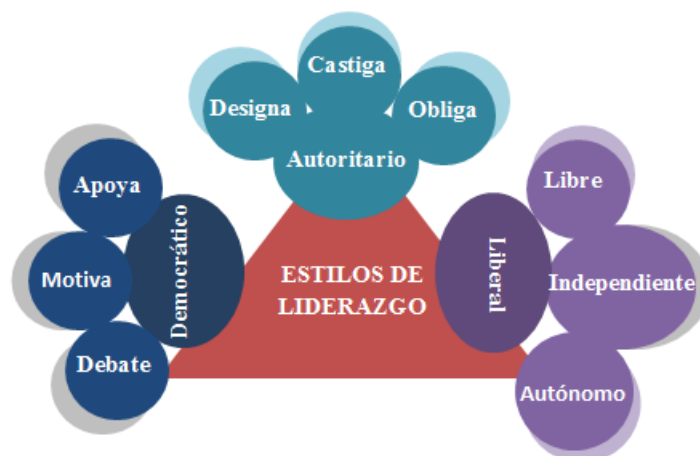 Castiga
Designa
Obliga
Autoritario
Apoya
Motiva
Debate
Democrático
ESTILOS DE
LIDERAZGO
Liberal
Libre
Independiente
Autónomo